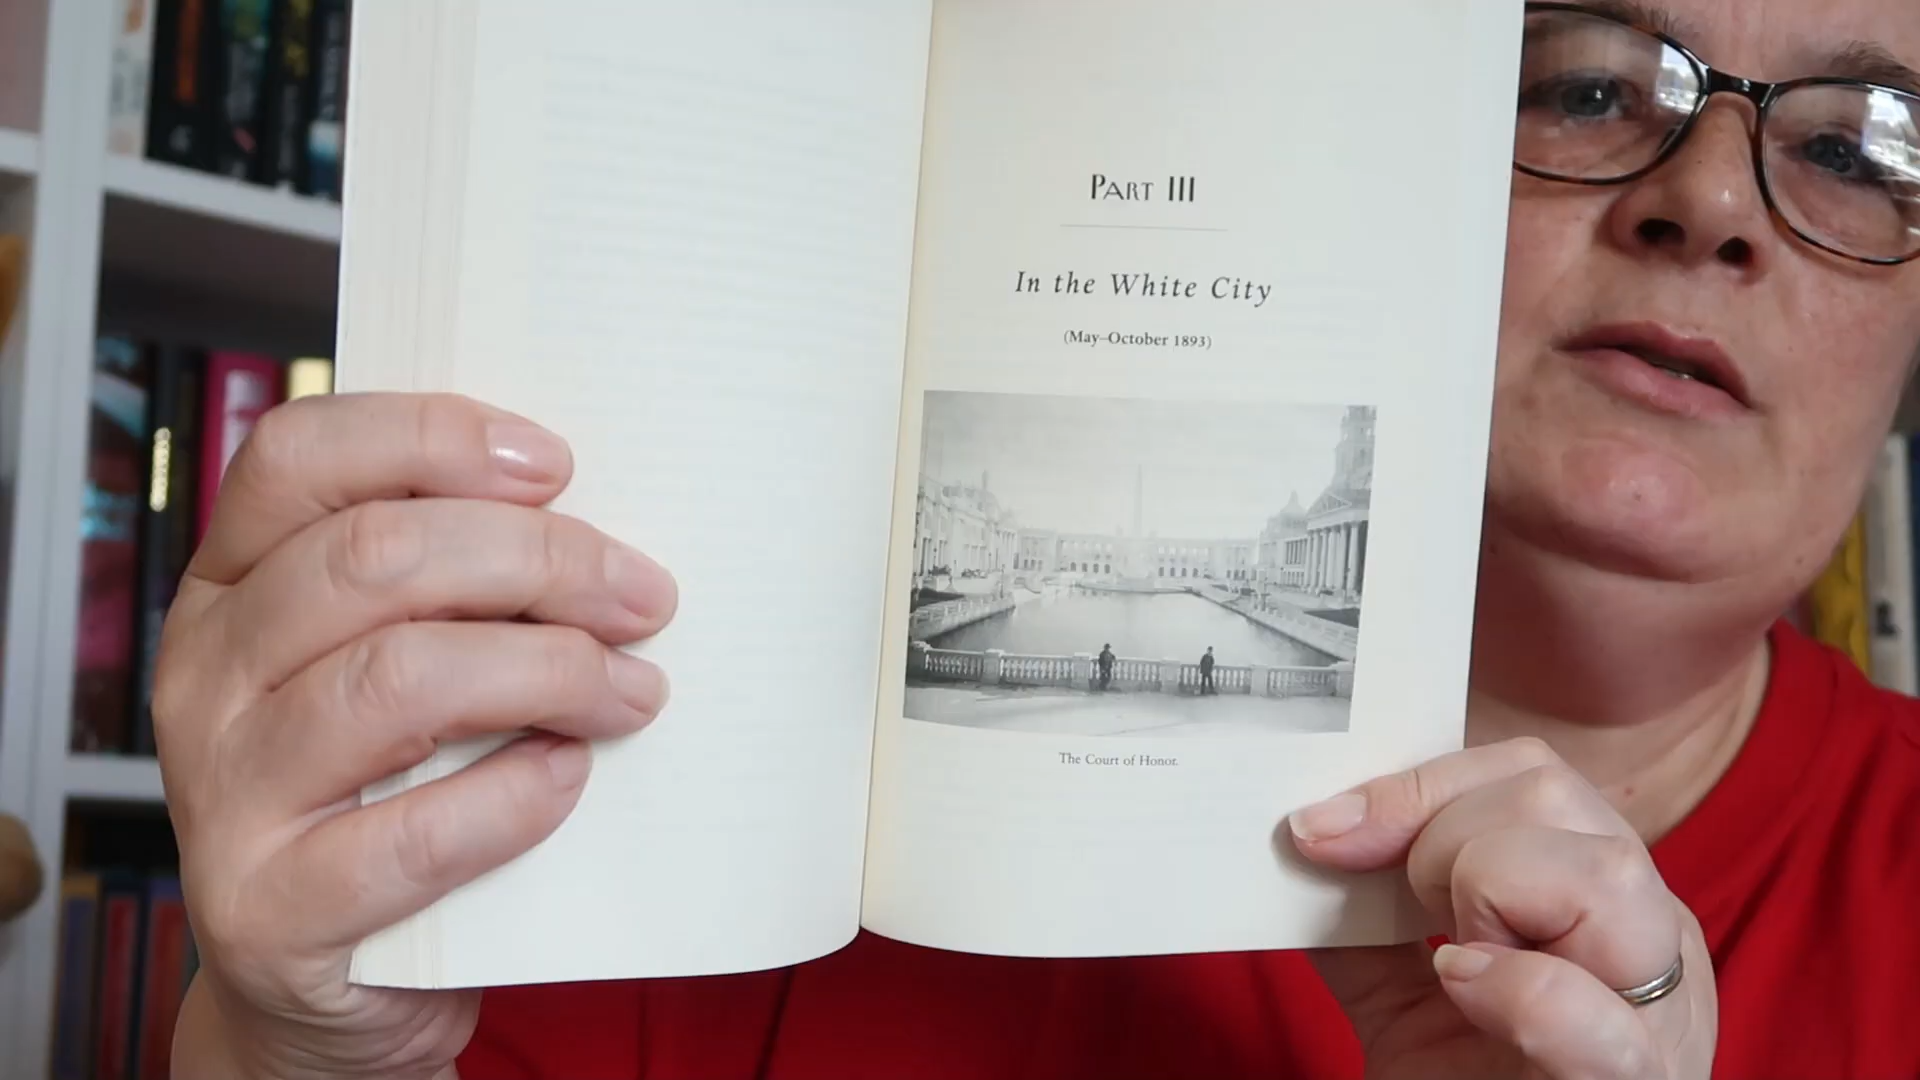 PART III
In the White City
(May–October 1893)
The Court of Honor.